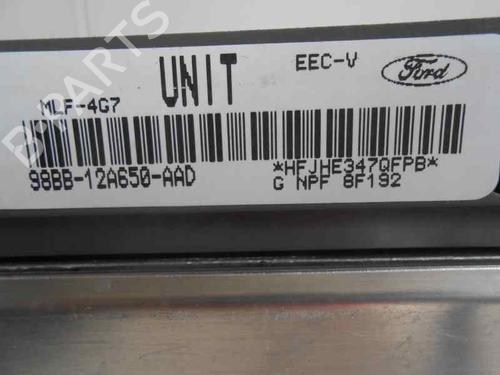 B-PARTS
UNIT
EEC-V
Ford
MLF-4G7
98BB-12A650-AAD
*HFJHE347QFPB*
G NPF 8F192